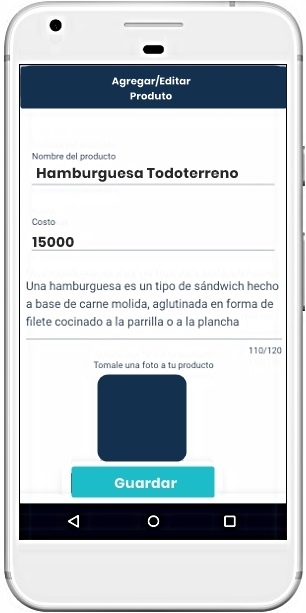 Agregar/Editar
Produto
Nombre del producto
Hamburguesa Todoterreno
Costo
15000
Una hamburguesa es un tipo de sándwich hecho
a base de carne molida, aglutinada en forma de
filete cocinado a la parrilla o a la plancha
110/120
Tomale una foto a tu producto
Guardar